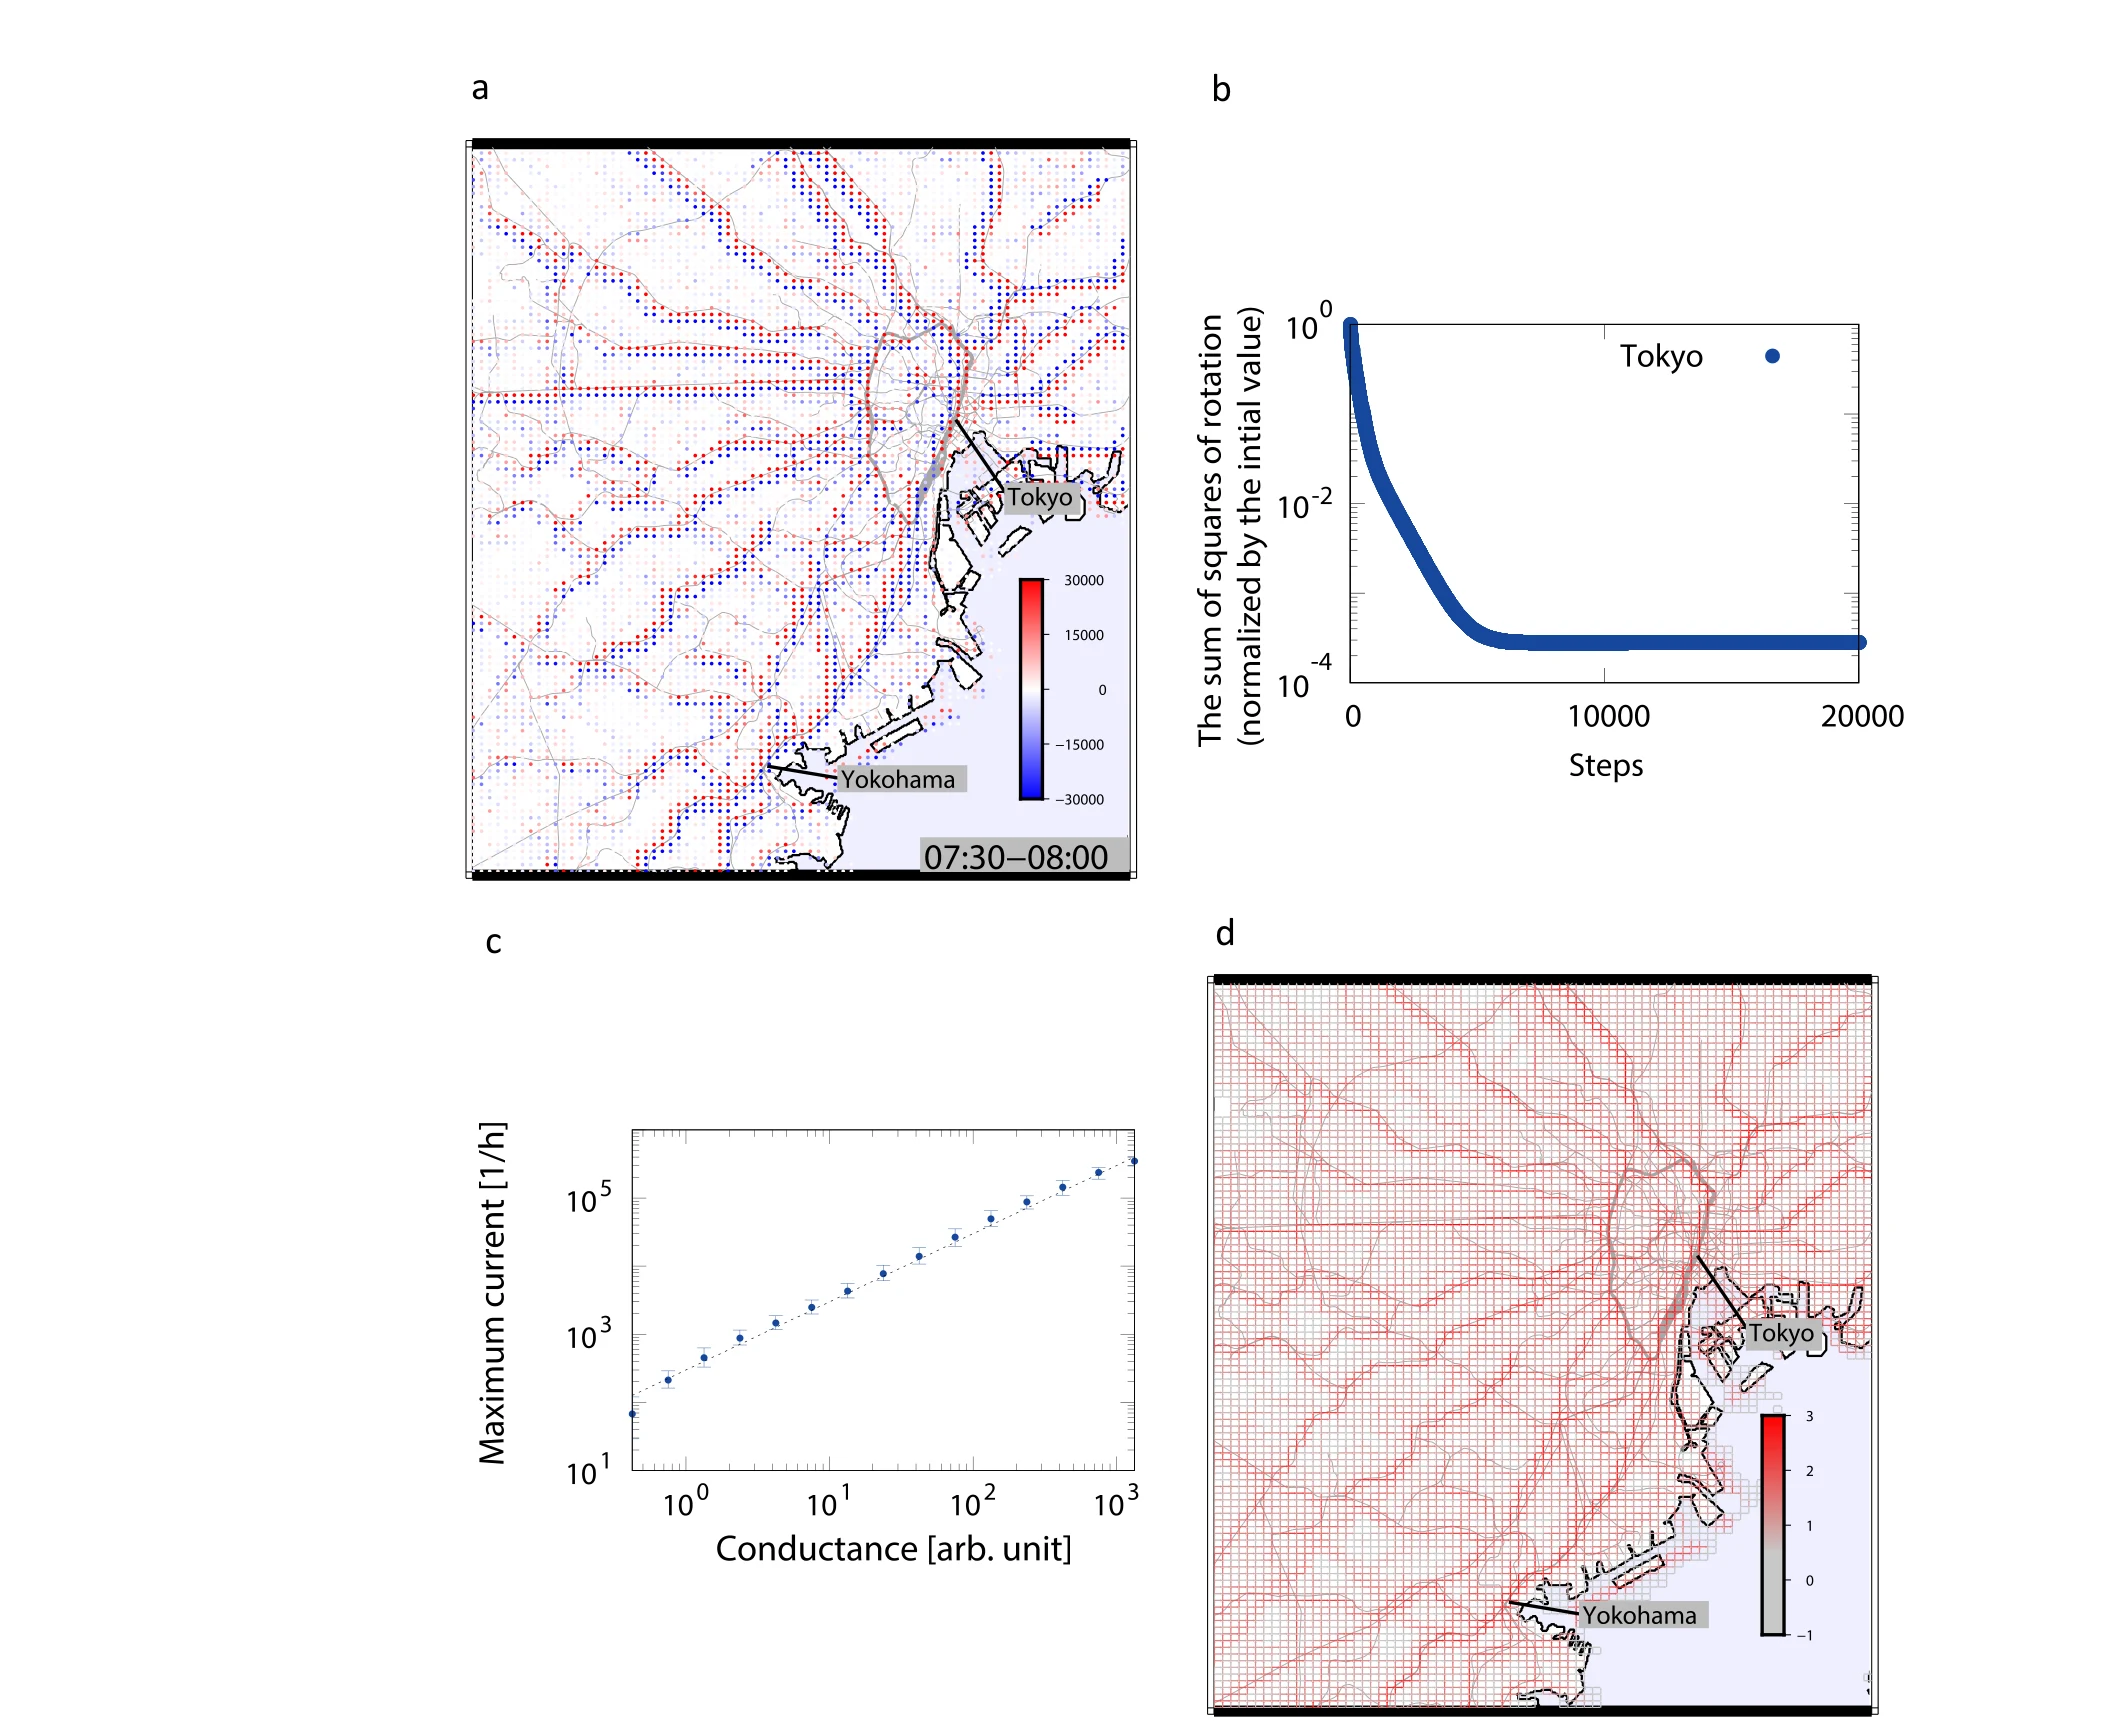 a
Tokyo
30000
15000
0
−15000
−30000
Yokohama
07:30−08:00
b
The sum of squares of rotation
(normalized by the intial value)
10^0
10^-2
10^-4
Tokyo
0
10000
20000
Steps
c
Maximum current [1/h]
10^5
10^3
10^1
10^0
10^1
10^2
10^3
Conductance [arb. unit]
d
Tokyo
3
2
1
0
−1
Yokohama